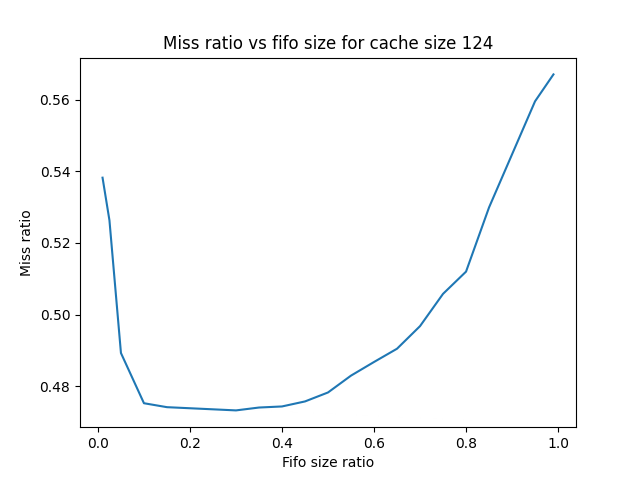 Miss ratio vs fifo size for cache size 124
0.56
0.54
0.52
0.50
0.48
Miss ratio
0.0 0.2 0.4 0.6 0.8 1.0
Fifo size ratio